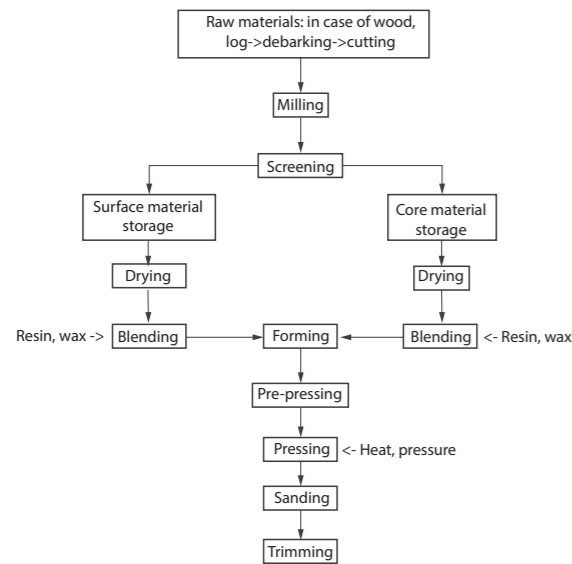 Raw materials: in case of wood,
log->debarking->cutting
Milling
Screening
Surface material
storage
Core material
storage
Drying
Drying
Resin, wax -> Blending
Forming
Blending <- Resin, wax
Pre-pressing
Pressing <- Heat, pressure
Sanding
Trimming